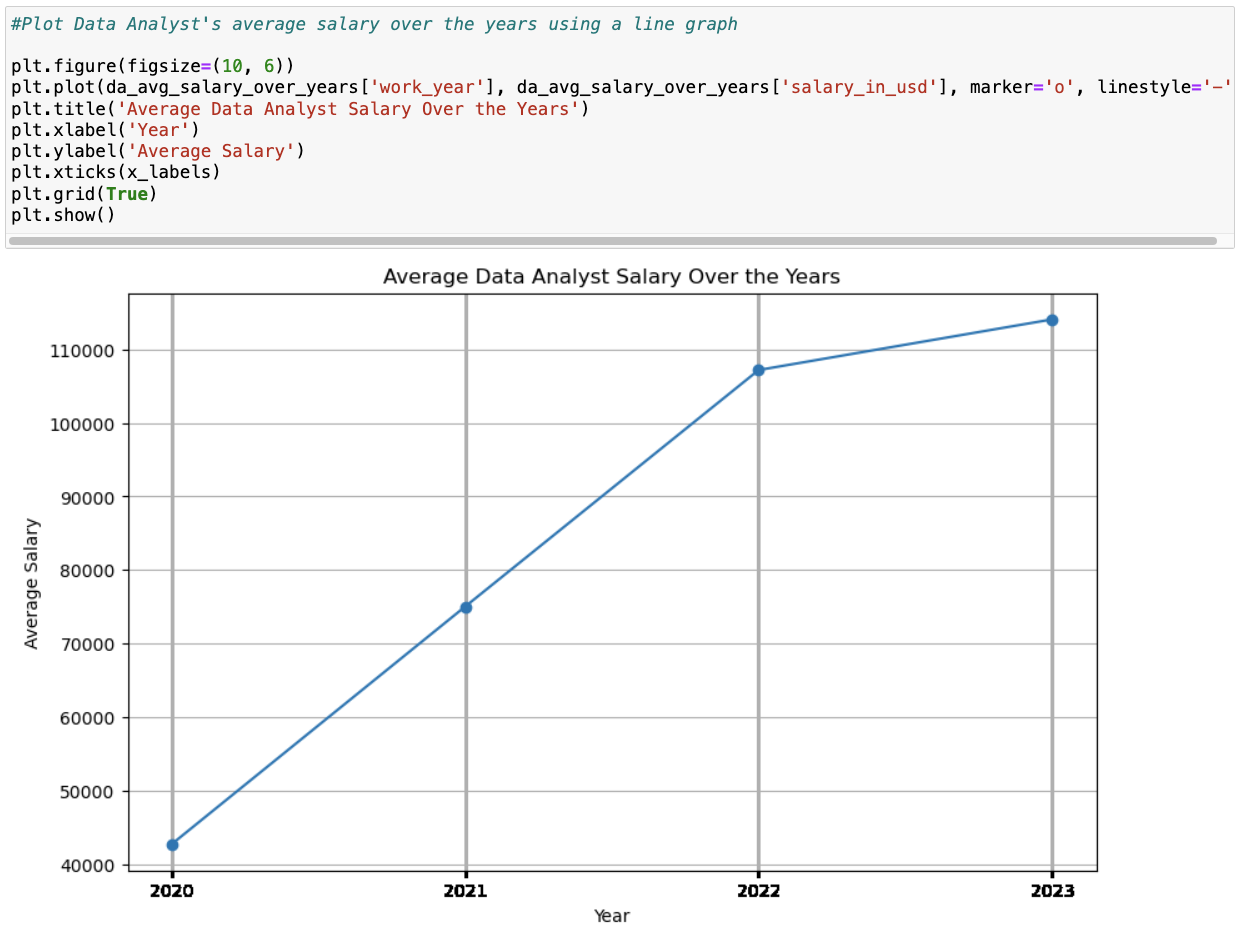 #Plot Data Analyst's average salary over the years using a line graph
plt.figure(figsize=(10, 6))
plt.plot(da_avg_salary_over_years['work_year'], da_avg_salary_over_years['salary_in_usd'], marker='o', linestyle='-'
plt.title('Average Data Analyst Salary Over the Years')
plt.xlabel('Year')
plt.ylabel('Average Salary')
plt.xticks(x_labels)
plt.grid(True)
plt.show()
Average Data Analyst Salary Over the Years
110000
100000
90000
80000
70000
60000
50000
40000
Average Salary
2020 2021 2022 2023
Year